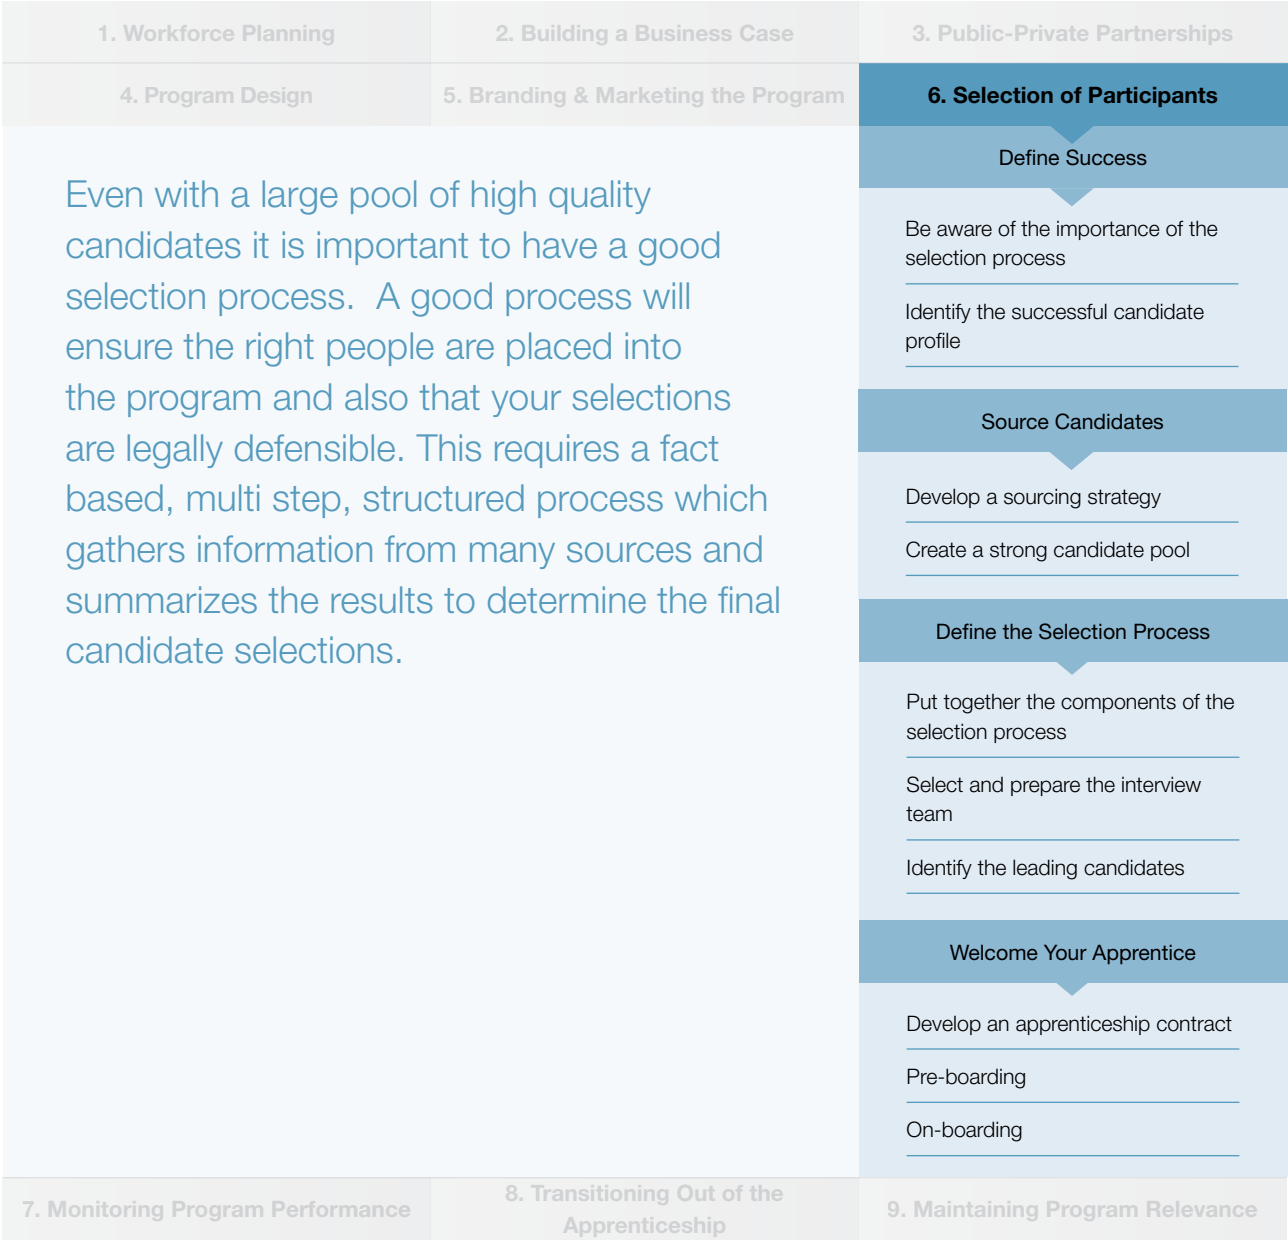 1. Workforce Planning
2. Building a Business Case
3. Public-Private Partnerships
4. Program Design
5. Branding & Marketing the Program
6. Selection of Participants
Even with a large pool of high quality
candidates it is important to have a good
selection process.  A good process will
ensure the right people are placed into
the program and also that your selections
are legally defensible. This requires a fact
based, multi step, structured process which
gathers information from many sources and
summarizes the results to determine the final
candidate selections.
Define Success
Be aware of the importance of the
selection process
Identify the successful candidate
profile
Source Candidates
Develop a sourcing strategy
Create a strong candidate pool
Define the Selection Process
Put together the components of the
selection process
Select and prepare the interview
team
Identify the leading candidates
Welcome Your Apprentice
Develop an apprenticeship contract
Pre-boarding
On-boarding
7. Monitoring Program Performance
8. Transitioning Out of the
Apprenticeship
9. Maintaining Program Relevance